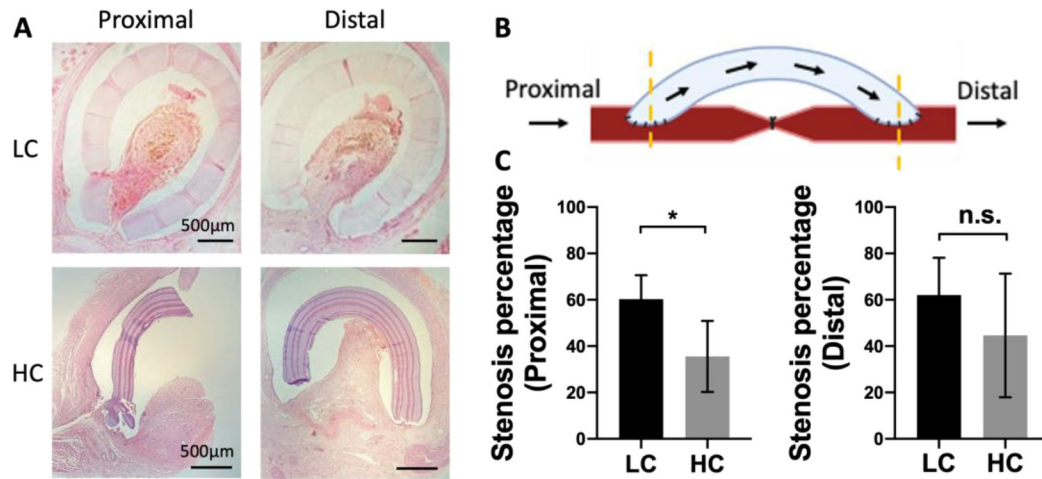 A
Proximal
Distal
LC
500μm
HC
500μm
B
Proximal
Distal
C
Stenosis percentage
(Proximal)
100
80
60
40
20
0
*
LC
HC
Stenosis percentage
(Distal)
100
80
60
40
20
0
n.s.
LC
HC